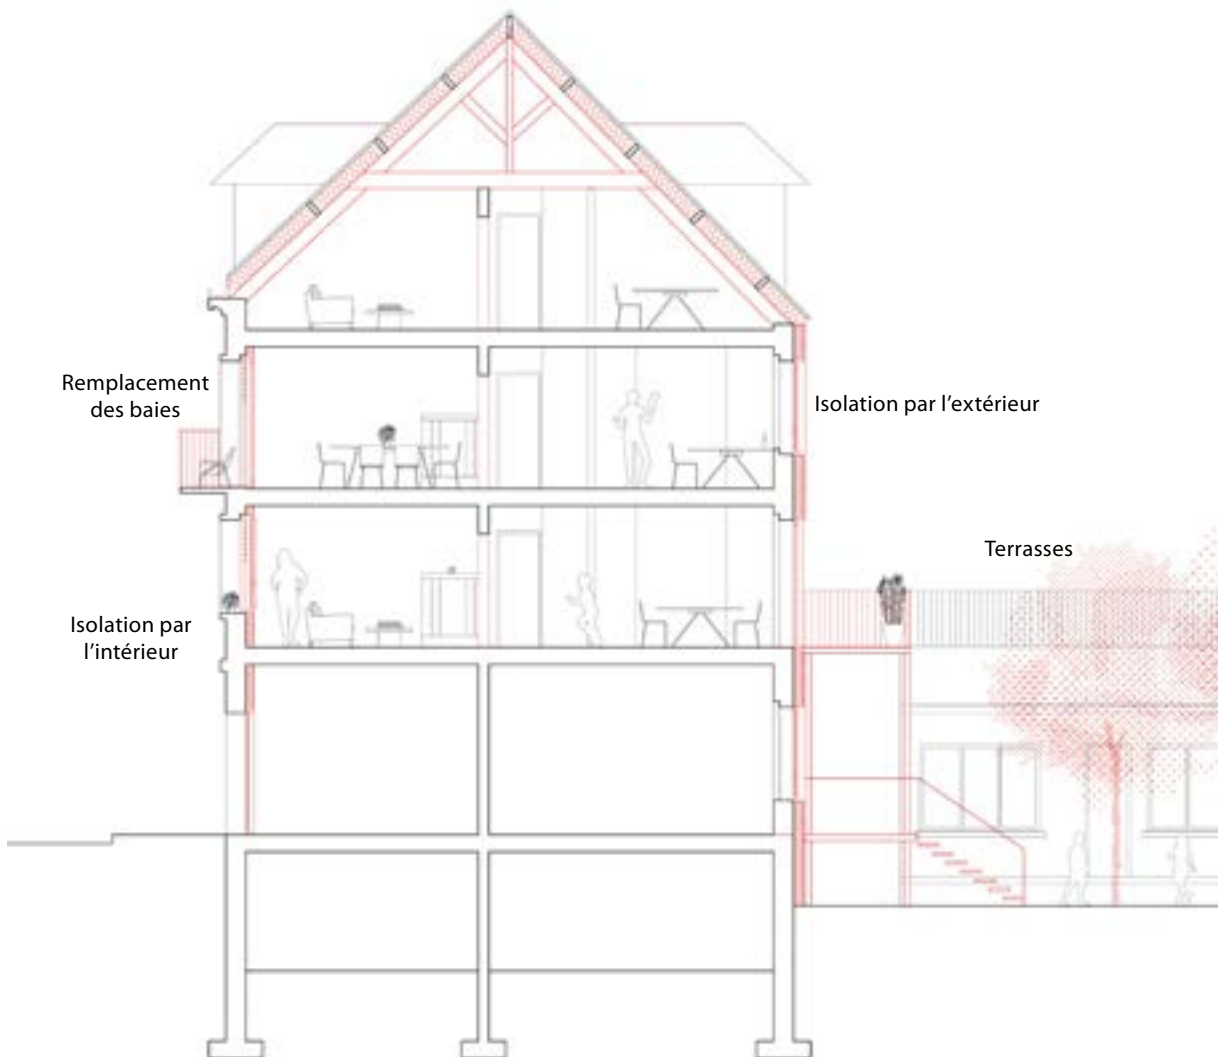 Remplacement
des baies
Isolation par l'extérieur
Terrasses
Isolation par
l'intérieur